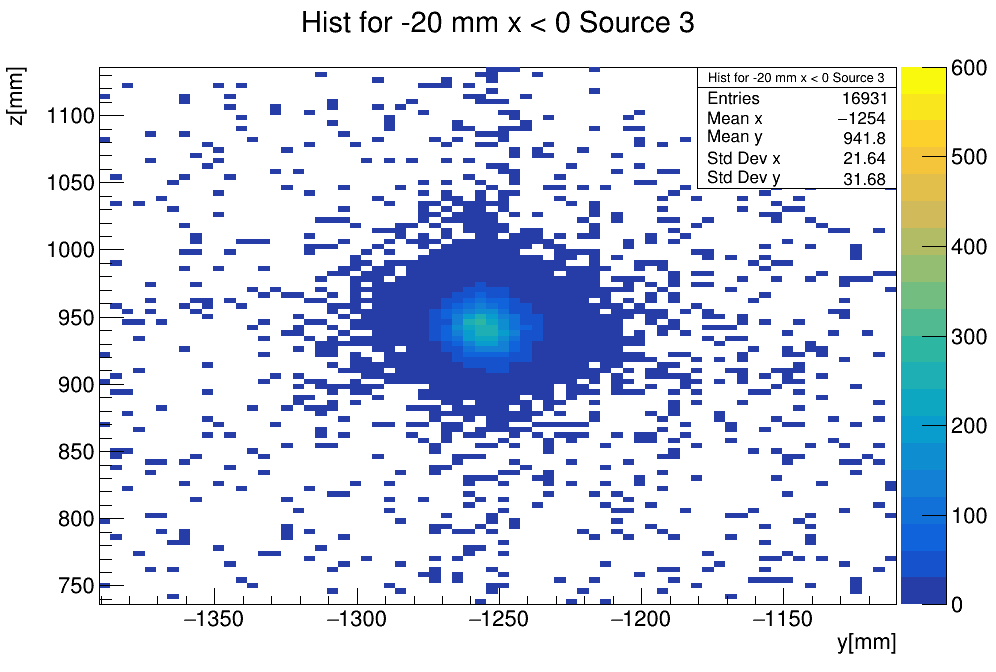 Hist for -20 mm x < 0 Source 3
z[mm]
1100
1050
1000
950
900
850
800
750
−1350
−1300
−1250
−1200
−1150
y[mm]
Hist for -20 mm x < 0 Source 3
Entries 16931
Mean x −1254
Mean y 941.8
Std Dev x 21.64
Std Dev y 31.68
600
500
400
300
200
100
0